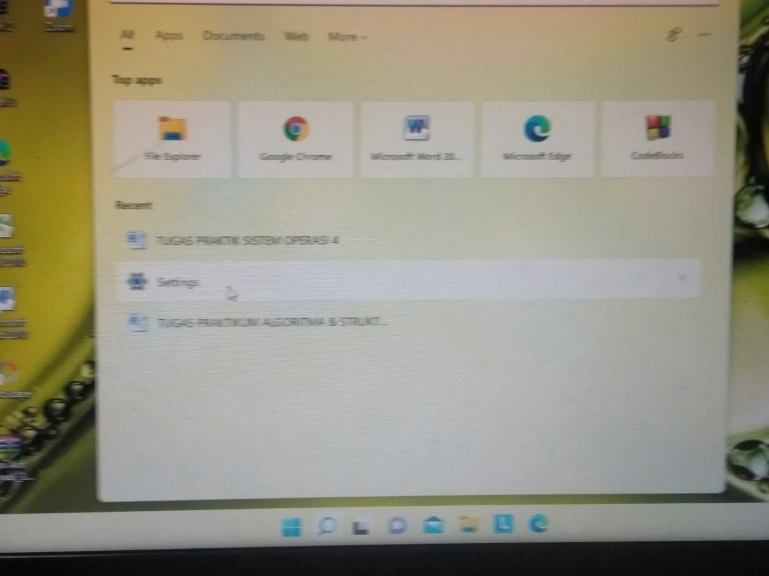 All Apps Documents Web More
Top apps
File Explorer Google Chrome Microsoft Word 20... Microsoft Edge CodeBlocks
Recent
TUGAS PRAKTIK SISTEM OPERASI 4
Settings
TUGAS PRAKTIKUM ALGORITMA & STRUKT...